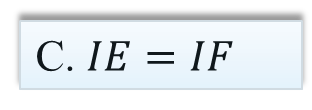 C. IE = IF